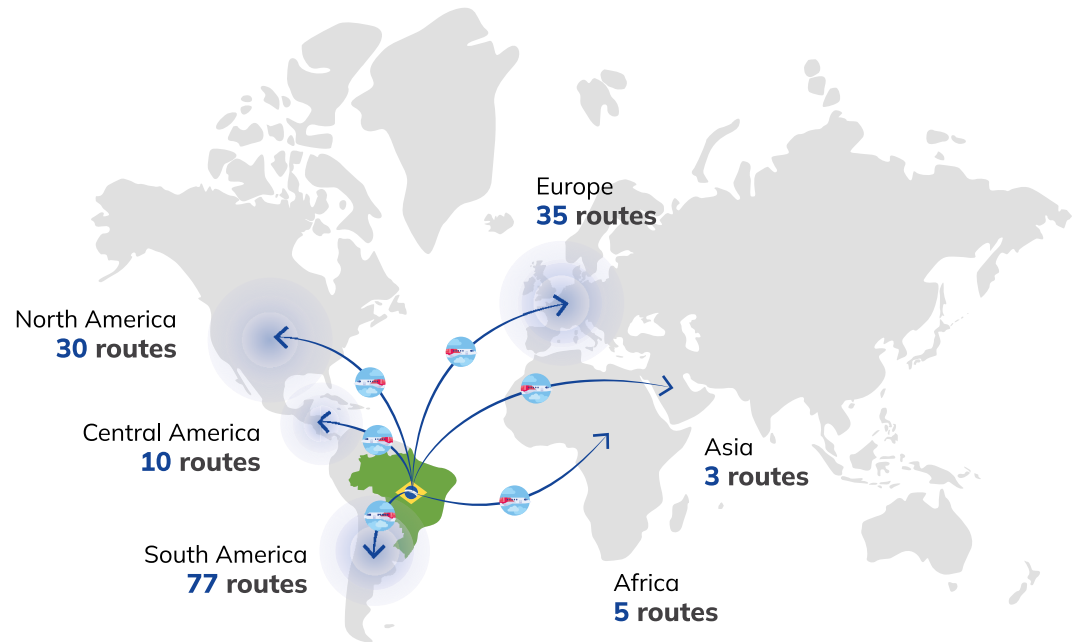 Europe
35 routes
North America
30 routes
Central America
10 routes
Asia
3 routes
South America
77 routes
Africa
5 routes